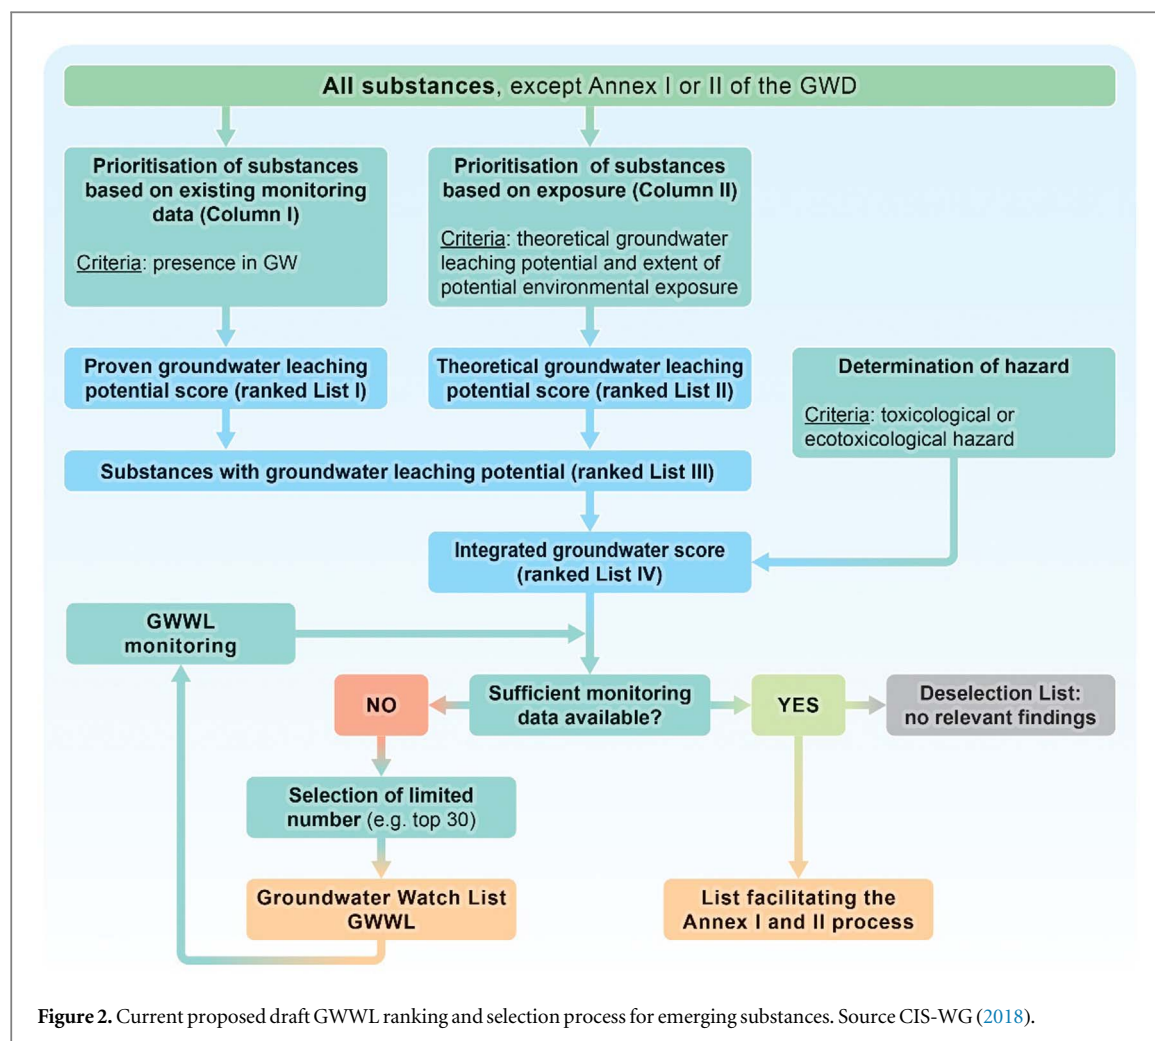 All substances, except Annex I or II of the GWD
Prioritisation of substances
based on existing monitoring
data (Column I)
Criteria: presence in GW
Prioritisation of substances
based on exposure (Column II)
Criteria: theoretical groundwater
leaching potential and extent of
potential environmental exposure
Proven groundwater leaching
potential score (ranked List I)
Theoretical groundwater leaching
potential score (ranked List II)
Determination of hazard
Criteria: toxicological or
ecotoxicological hazard
Substances with groundwater leaching potential (ranked List III)
Integrated groundwater score
(ranked List IV)
GWWL
monitoring
NO
Sufficient monitoring
data available?
YES
Deselection List:
no relevant findings
Selection of limited
number (e.g. top 30)
Groundwater Watch List
GWWL
List facilitating the
Annex I and II process
Figure 2. Current proposed draft GWWL ranking and selection process for emerging substances. Source CIS-WG (2018).